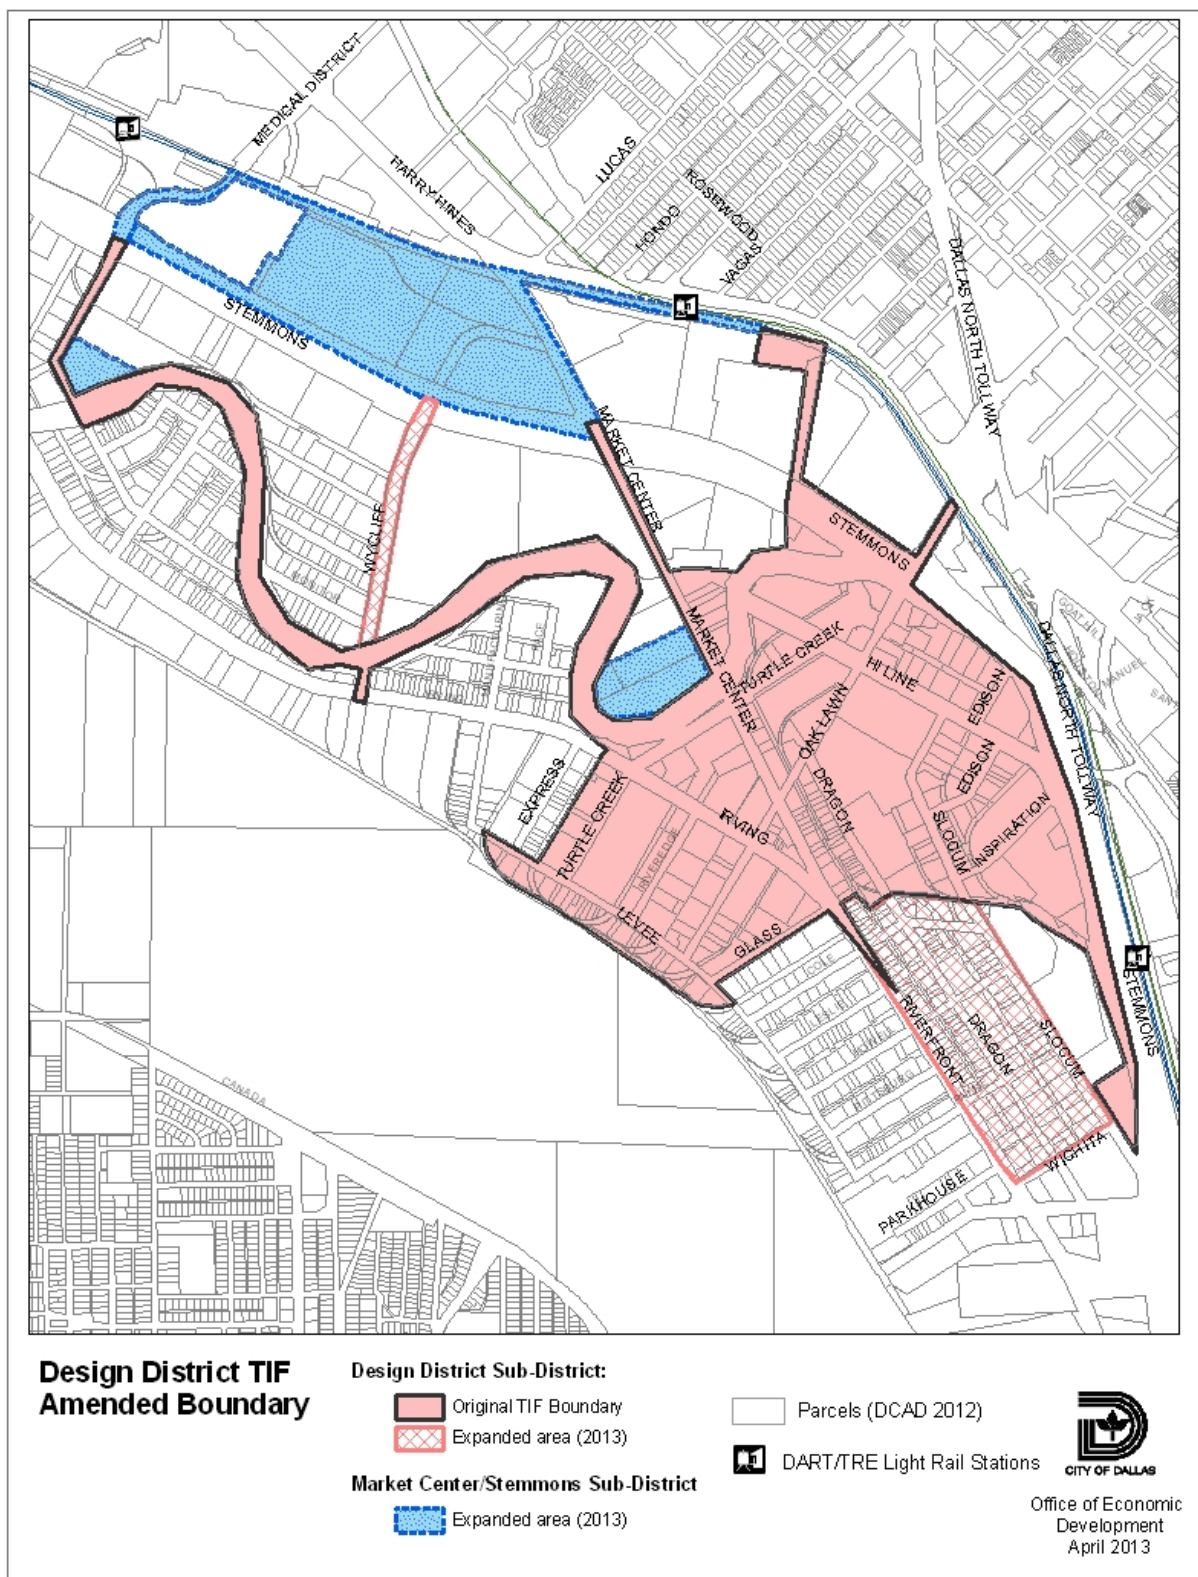 MEDICAL DISTRICT
HARRY HINES
LUCAS
ROSEWOOD
HONDO
VAGAS
DALLAS NORTH TOLLWAY
STEMMONS
MARKET CENTER
WYCLIFF
STEMMONS
MARKET CENTER
TURTLE CREEK
HI LINE
EDISON
OAK LAWN
DALLAS NORTH TOLLWAY
MANUEL
EDISON
EXPRESS
TURTLE CREEK
DRAGON
IRVING
SLOCUM
INSPIRATION
LEVEE
GLASS
COLE
RIVERFRONT
DRAGON
SLOCUM
STEMMONS
CANADA
WICHITA
PARKHOUSE
Design District TIF
Amended Boundary
Design District Sub-District:
Original TIF Boundary
Expanded area (2013)
Market Center/Stemmons Sub-District
Expanded area (2013)
Parcels (DCAD 2012)
DART/TRE Light Rail Stations
CITY OF DALLAS
Office of Economic
Development
April 2013